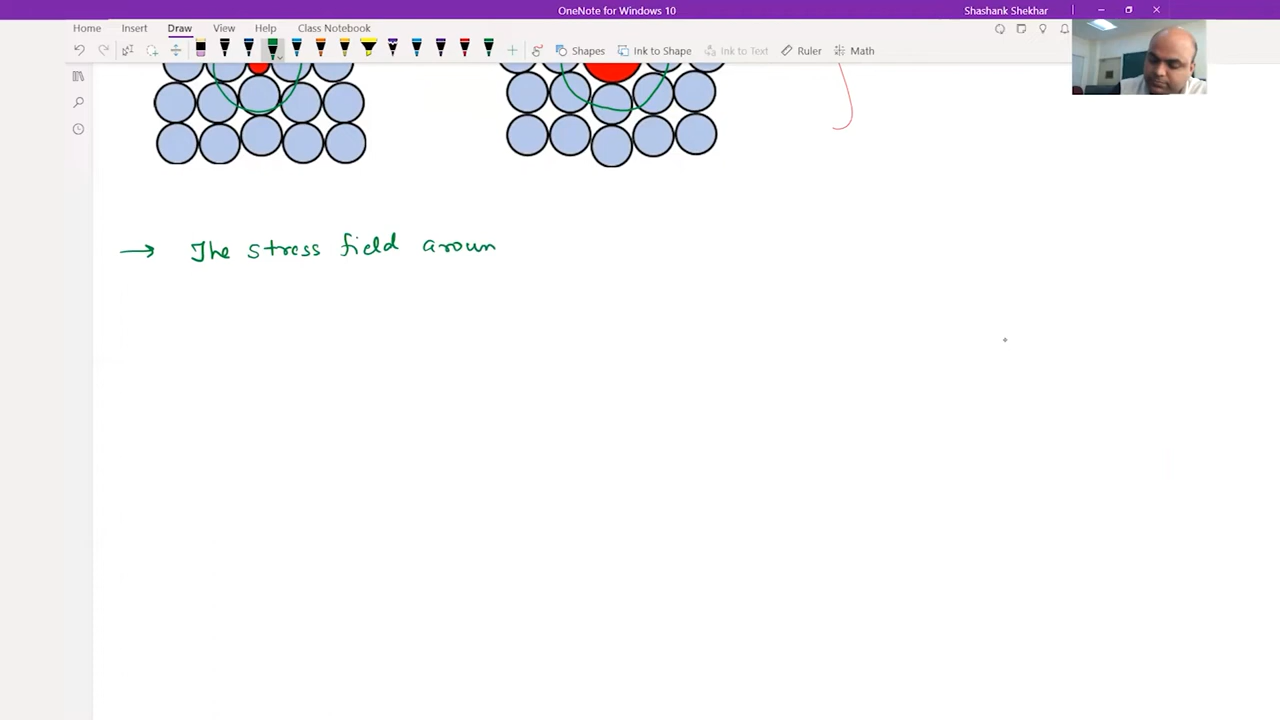 OneNote for Windows 10
Shashank Shekhar
Home Insert Draw View Help Class Notebook
Shapes Ink to Shape Ink to Text Ruler Math
→ The stress field aroun